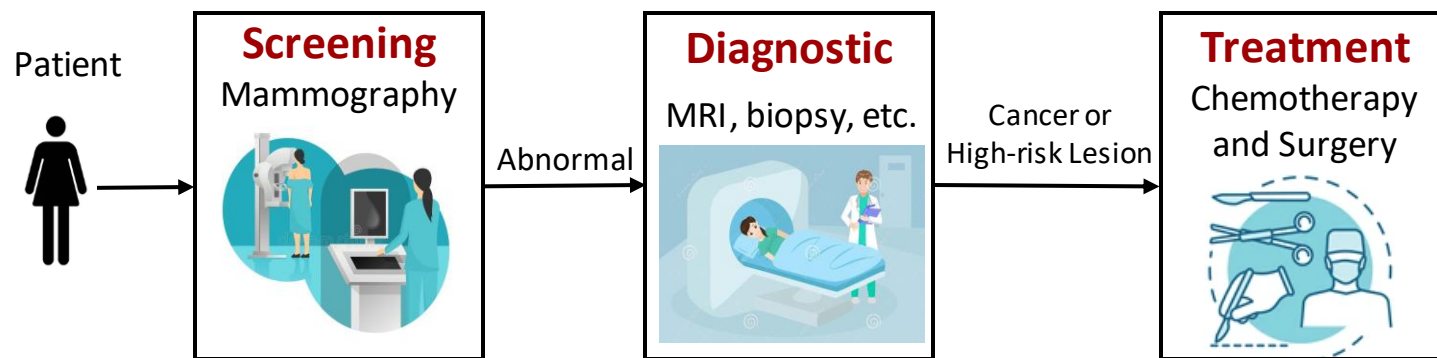 Patient
Screening
Mammography
Abnormal
Diagnostic
MRI, biopsy, etc.
Cancer or
High-risk Lesion
Treatment
Chemotherapy
and Surgery